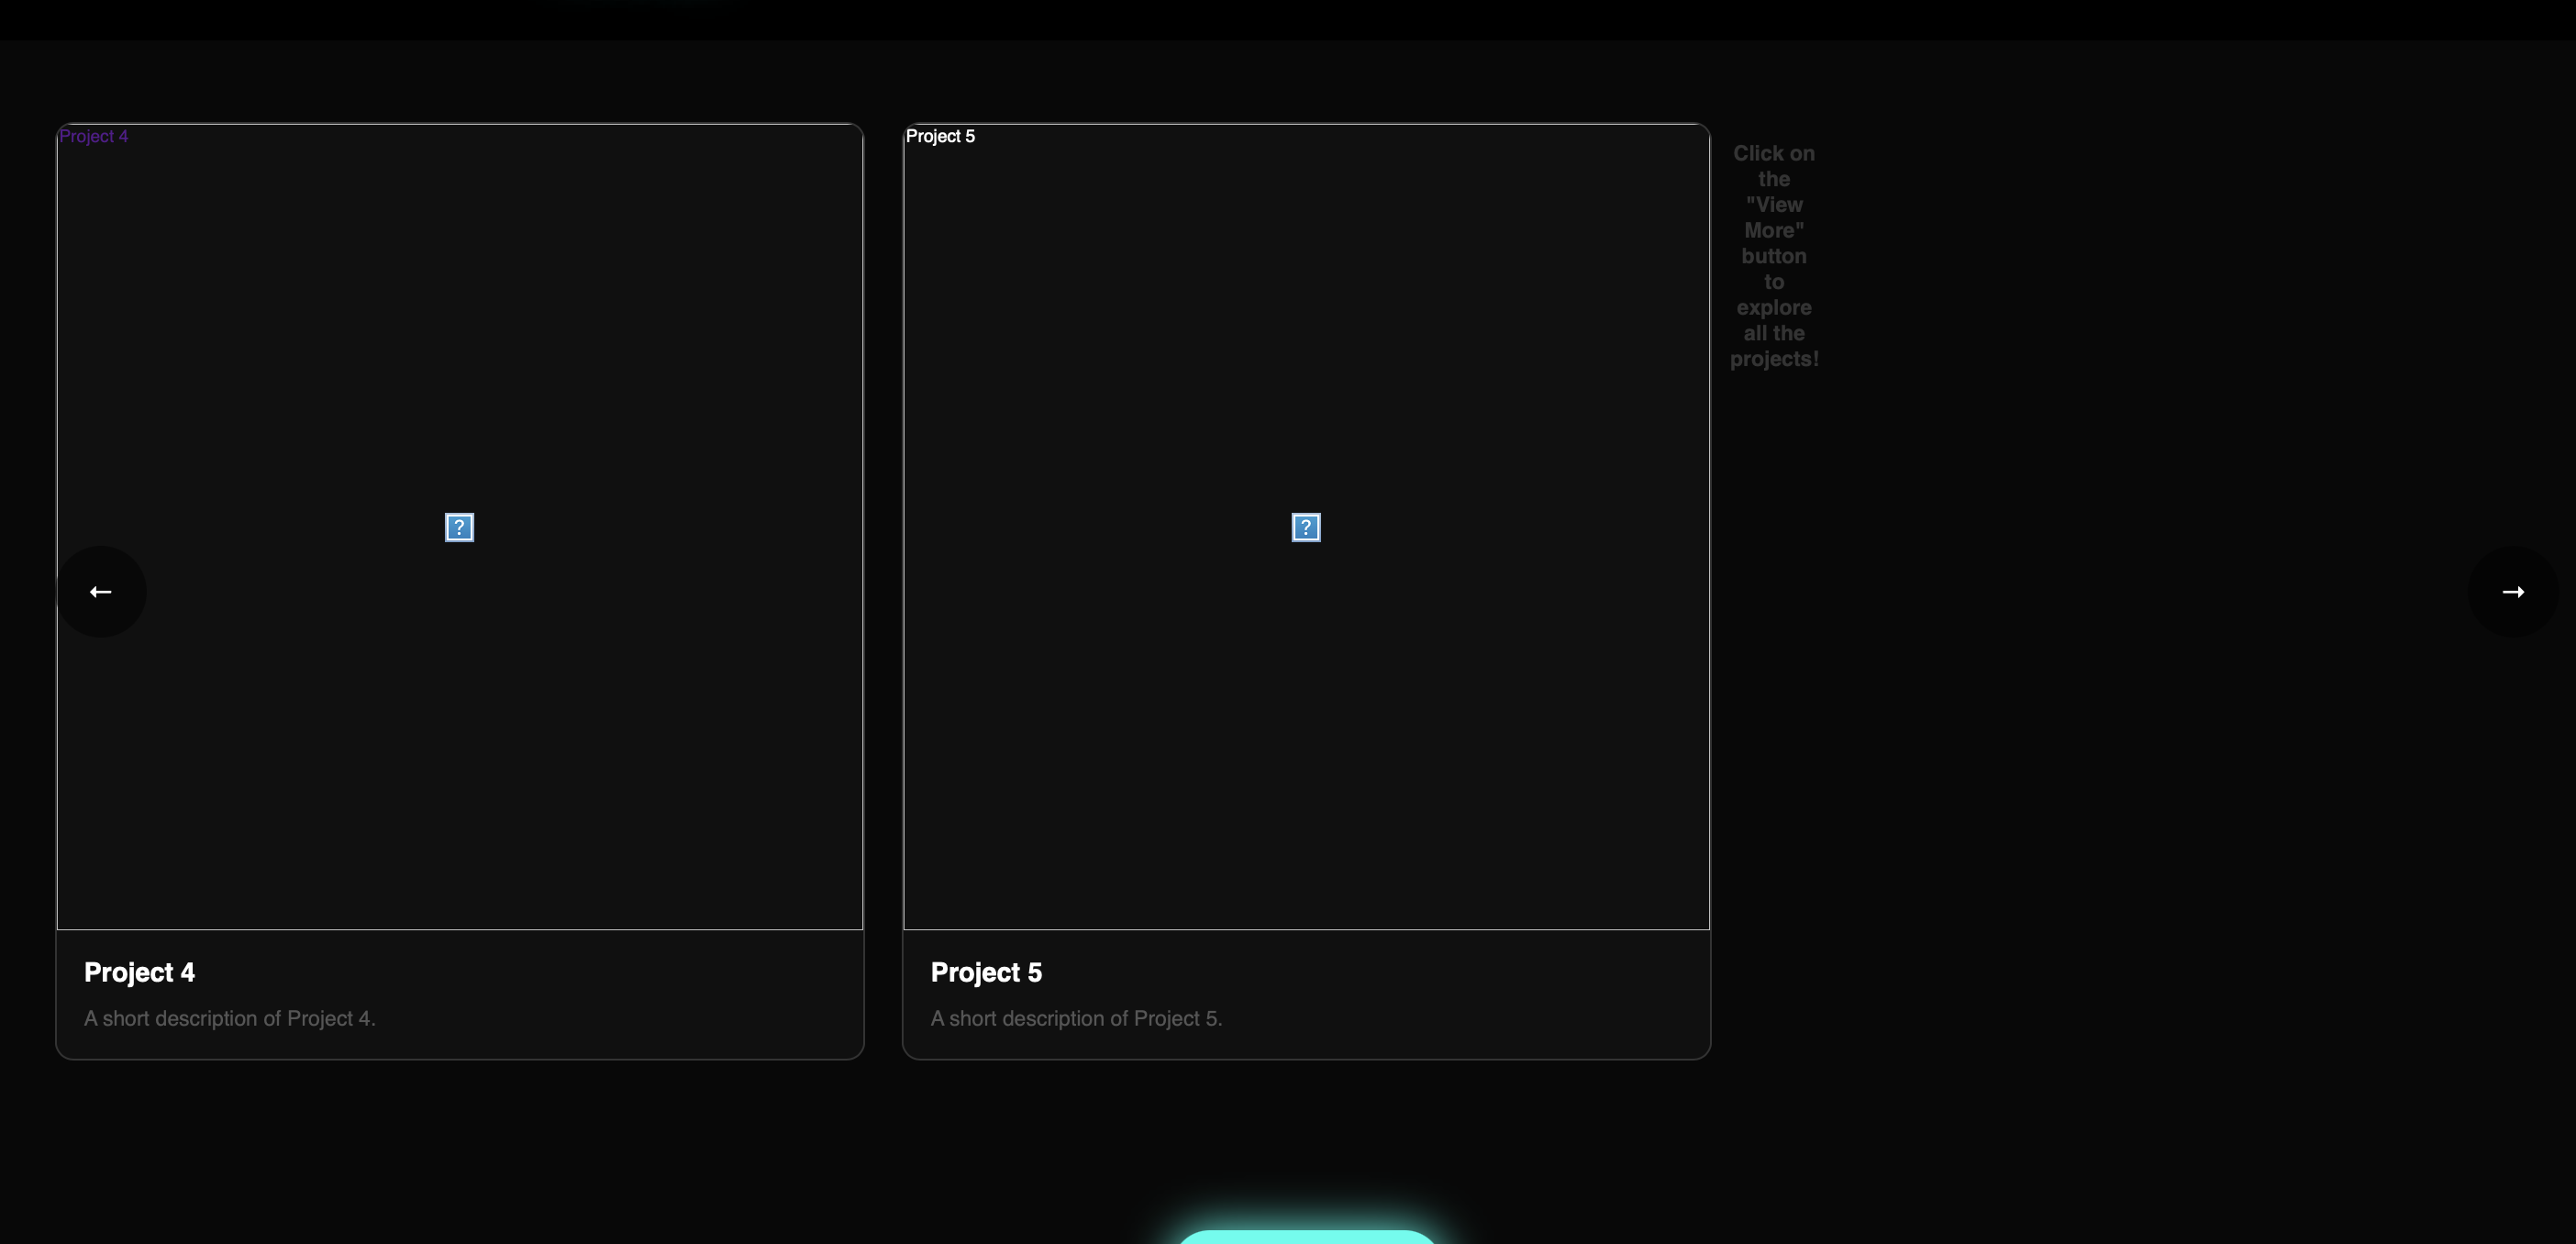 Project 4
Project 5
Click on
the
"View
More"
button
to
explore
all the
projects!
?
?
←
→
Project 4
A short description of Project 4.
Project 5
A short description of Project 5.